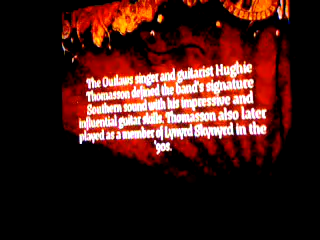 The Outlaws singer and guitarist Hughie
Thomasson defined the band's signature
Southern sound with his impressive and
influential guitar skills. Thomasson also later
played as a member of Lynyrd Skynyrd in the
'90s.